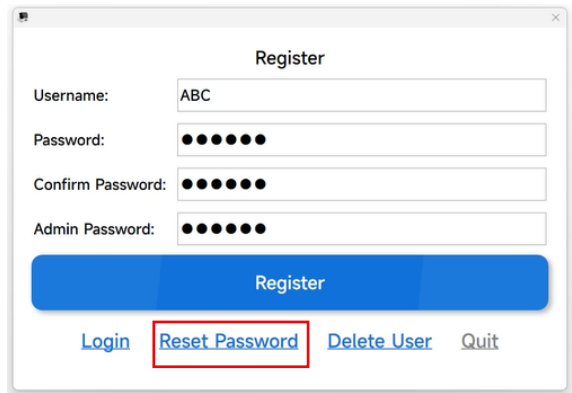 Register
Username: ABC
Password: ●●●●●●
Confirm Password: ●●●●●●
Admin Password: ●●●●●●
Register
Login Reset Password Delete User Quit